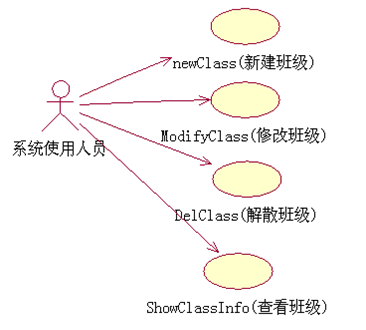 newClass(新建班级)
ModifyClass(修改班级)
系统使用人员
DelClass(解散班级)
ShowClassInfo(查看班级)